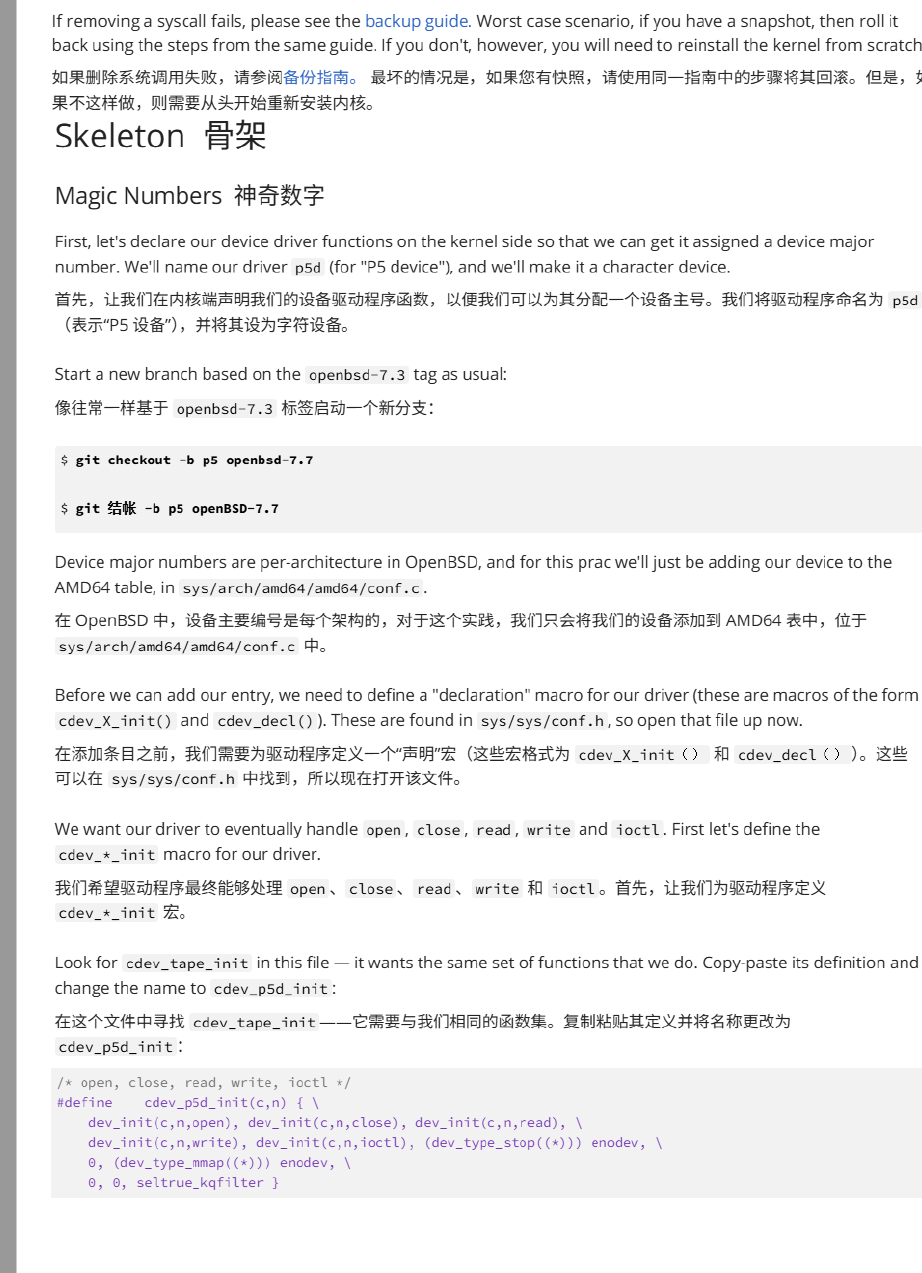 If removing a syscall fails, please see the backup guide. Worst case scenario, if you have a snapshot, then roll it
back using the steps from the same guide. If you don't, however, you will need to reinstall the kernel from scratch
如果删除系统调用失败，请参阅备份指南。 最坏的情况是，如果您有快照，请使用同一指南中的步骤将其回滚。但是，如
果不这样做，则需要从头开始重新安装内核。
Skeleton 骨架
Magic Numbers 神奇数字
First, let's declare our device driver functions on the kernel side so that we can get it assigned a device major
number. We'll name our driver p5d (for "P5 device"), and we'll make it a character device.
首先，让我们在内核端声明我们的设备驱动程序函数，以便我们可以为其分配一个设备主号。我们将驱动程序命名为 p5d
（表示“P5 设备”），并将其设为字符设备。
Start a new branch based on the openbsd-7.3 tag as usual:
像往常一样基于 openbsd-7.3 标签启动一个新分支：
$ git checkout -b p5 openbsd-7.7
$ git 结帐 -b p5 openBSD-7.7
Device major numbers are per-architecture in OpenBSD, and for this prac we'll just be adding our device to the
AMD64 table, in sys/arch/amd64/amd64/conf.c.
在 OpenBSD 中，设备主要编号是每个架构的，对于这个实践，我们只会将我们的设备添加到 AMD64 表中，位于
sys/arch/amd64/amd64/conf.c 中。
Before we can add our entry, we need to define a "declaration" macro for our driver (these are macros of the form
cdev_X_init() and cdev_decl()). These are found in sys/sys/conf.h, so open that file up now.
在添加条目之前，我们需要为驱动程序定义一个“声明”宏（这些宏格式为 cdev_X_init（） 和 cdev_decl（））。这些
可以在 sys/sys/conf.h 中找到，所以现在打开该文件。
We want our driver to eventually handle open, close, read, write and ioctl. First let's define the
cdev_*_init macro for our driver.
我们希望驱动程序最终能够处理 open、close、read、write 和 ioctl。首先，让我们为驱动程序定义
cdev_*_init 宏。
Look for cdev_tape_init in this file — it wants the same set of functions that we do. Copy-paste its definition and
change the name to cdev_p5d_init:
在这个文件中寻找 cdev_tape_init——它需要与我们相同的函数集。复制粘贴其定义并将名称更改为
cdev_p5d_init：
/* open, close, read, write, ioctl */
#define    cdev_p5d_init(c,n) { \
    dev_init(c,n,open), dev_init(c,n,close), dev_init(c,n,read), \
    dev_init(c,n,write), dev_init(c,n,ioctl), (dev_type_stop((*))) enodev, \
    0, (dev_type_mmap((*))) enodev, \
    0, 0, seltrue_kqfilter }